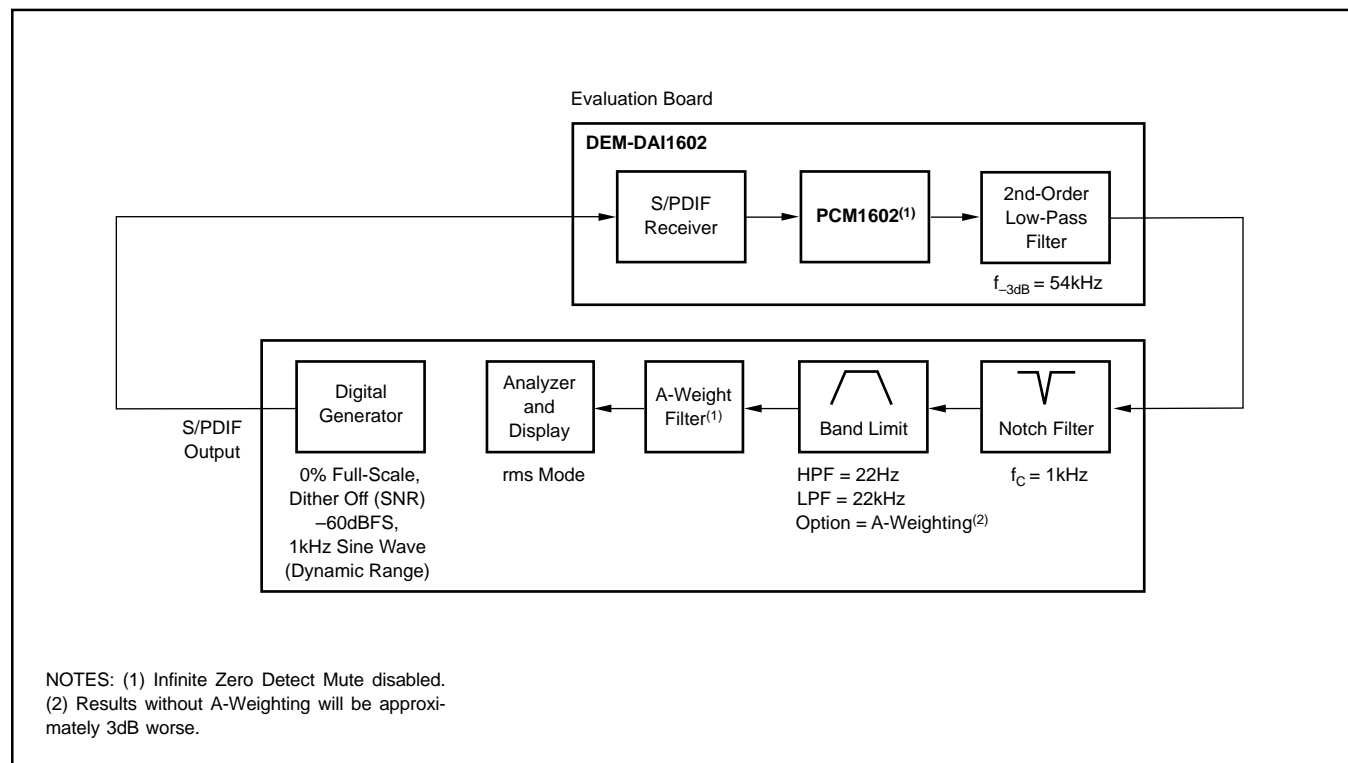 Evaluation Board
DEM-DAI1602
S/PDIF
Receiver
PCM1602(1)
2nd-Order
Low-Pass
Filter
f–3dB = 54kHz
S/PDIF
Output
Digital
Generator
0% Full-Scale,
Dither Off (SNR)
–60dBFS,
1kHz Sine Wave
(Dynamic Range)
Analyzer
and
Display
rms Mode
A-Weight
Filter(1)
Band Limit
HPF = 22Hz
LPF = 22kHz
Option = A-Weighting(2)
Notch Filter
fC = 1kHz
NOTES: (1) Infinite Zero Detect Mute disabled.
(2) Results without A-Weighting will be approxi-
mately 3dB worse.